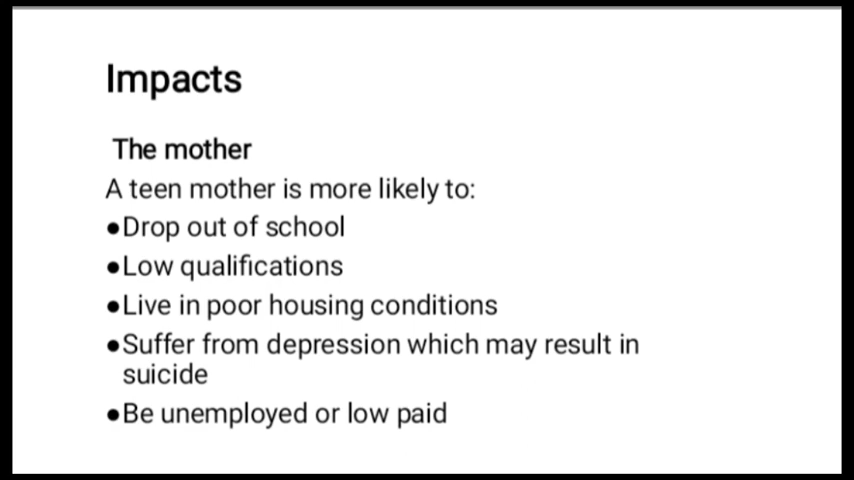 Impacts
The mother
A teen mother is more likely to:
●Drop out of school
●Low qualifications
●Live in poor housing conditions
●Suffer from depression which may result in
suicide
●Be unemployed or low paid